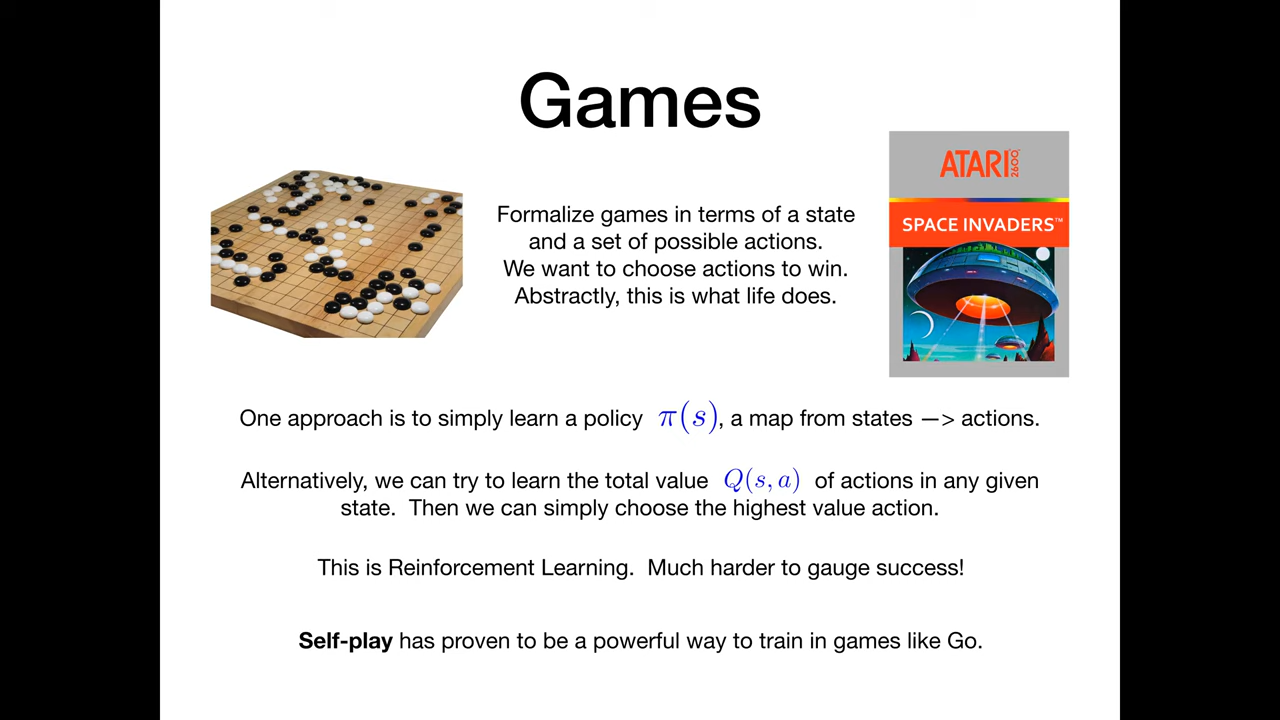 Games
ATARI 2600
SPACE INVADERS™
Formalize games in terms of a state
and a set of possible actions.
We want to choose actions to win.
Abstractly, this is what life does.
One approach is to simply learn a policy π(s), a map from states —> actions.
Alternatively, we can try to learn the total value Q(s, a) of actions in any given
state. Then we can simply choose the highest value action.
This is Reinforcement Learning. Much harder to gauge success!
Self-play has proven to be a powerful way to train in games like Go.